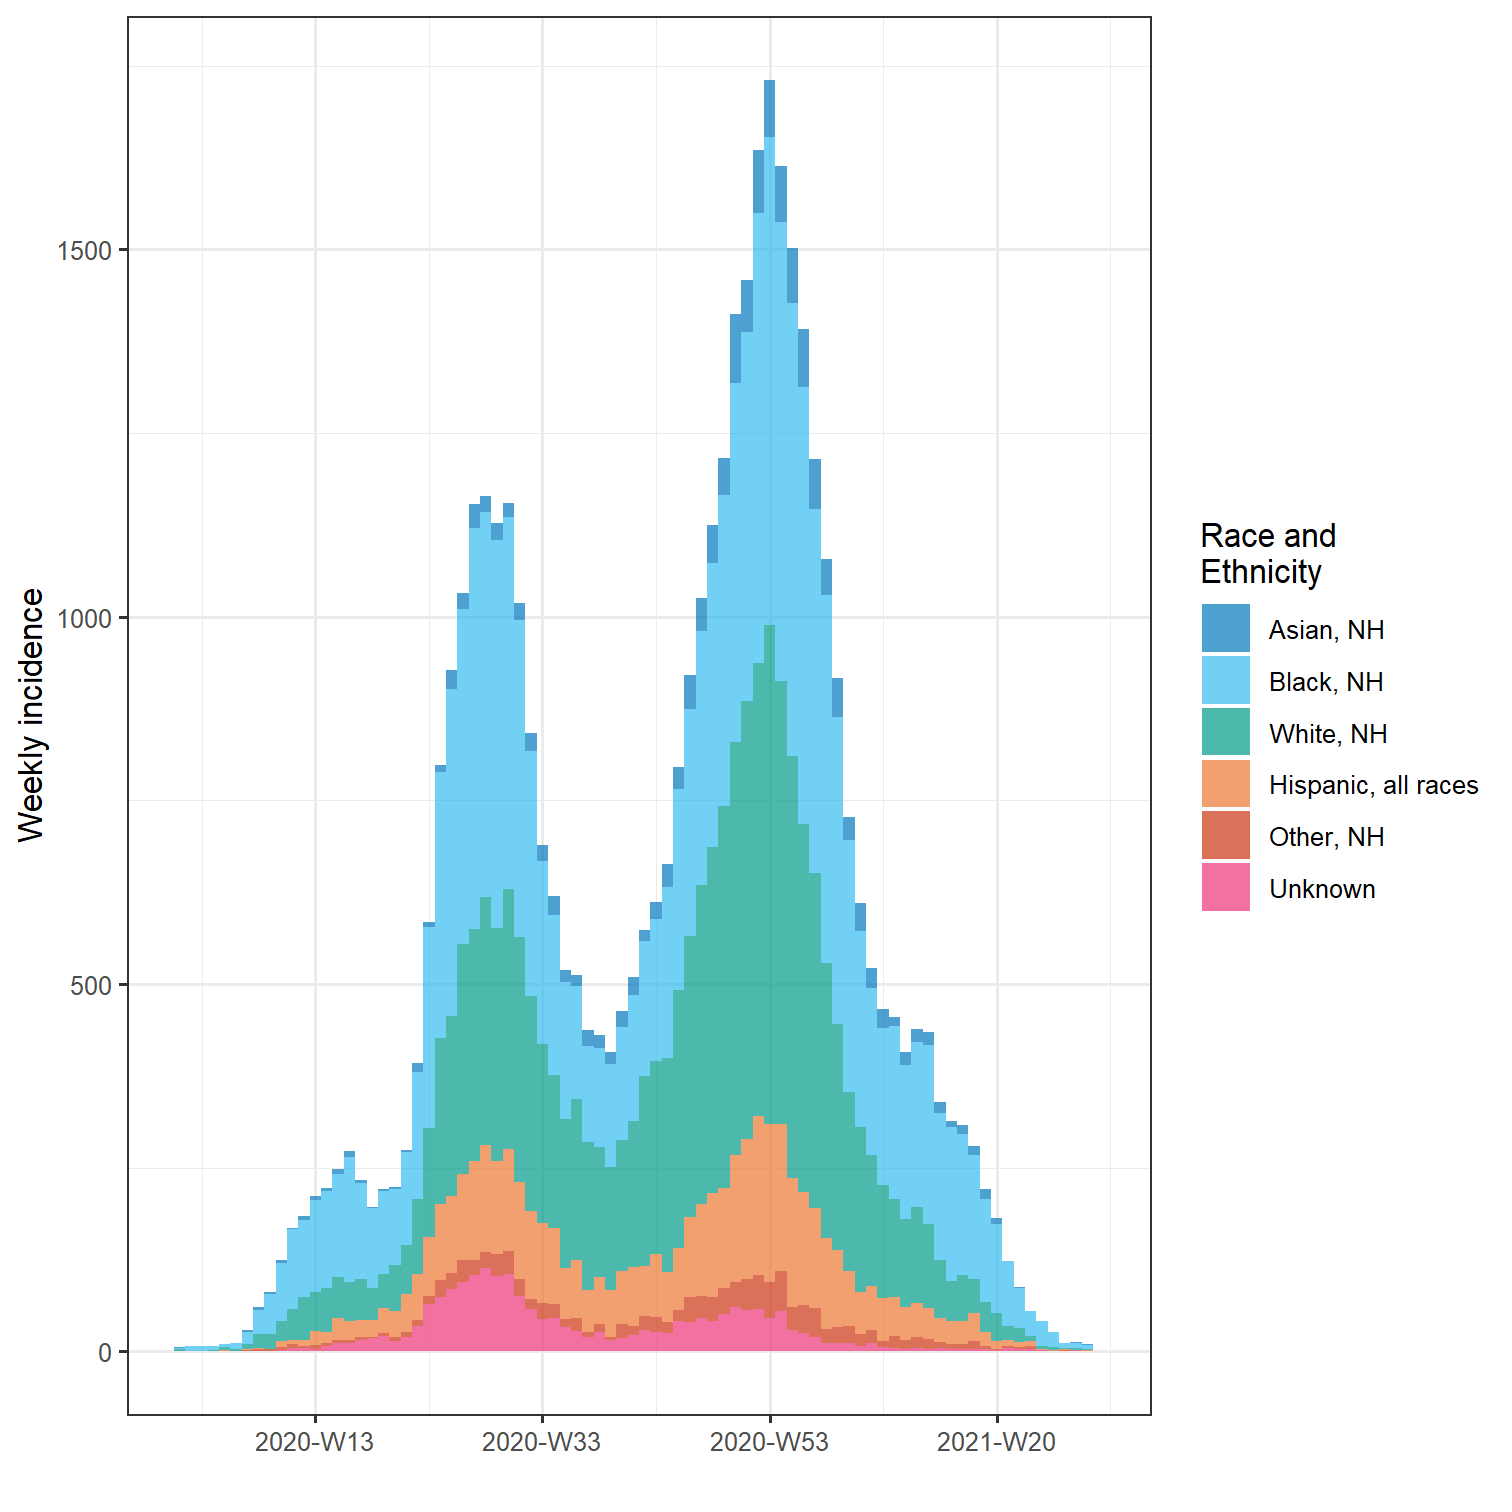 Weekly incidence
1500
1000
500
0
2020-W13
2020-W33
2020-W53
2021-W20
Race and
Ethnicity
Asian, NH
Black, NH
White, NH
Hispanic, all races
Other, NH
Unknown